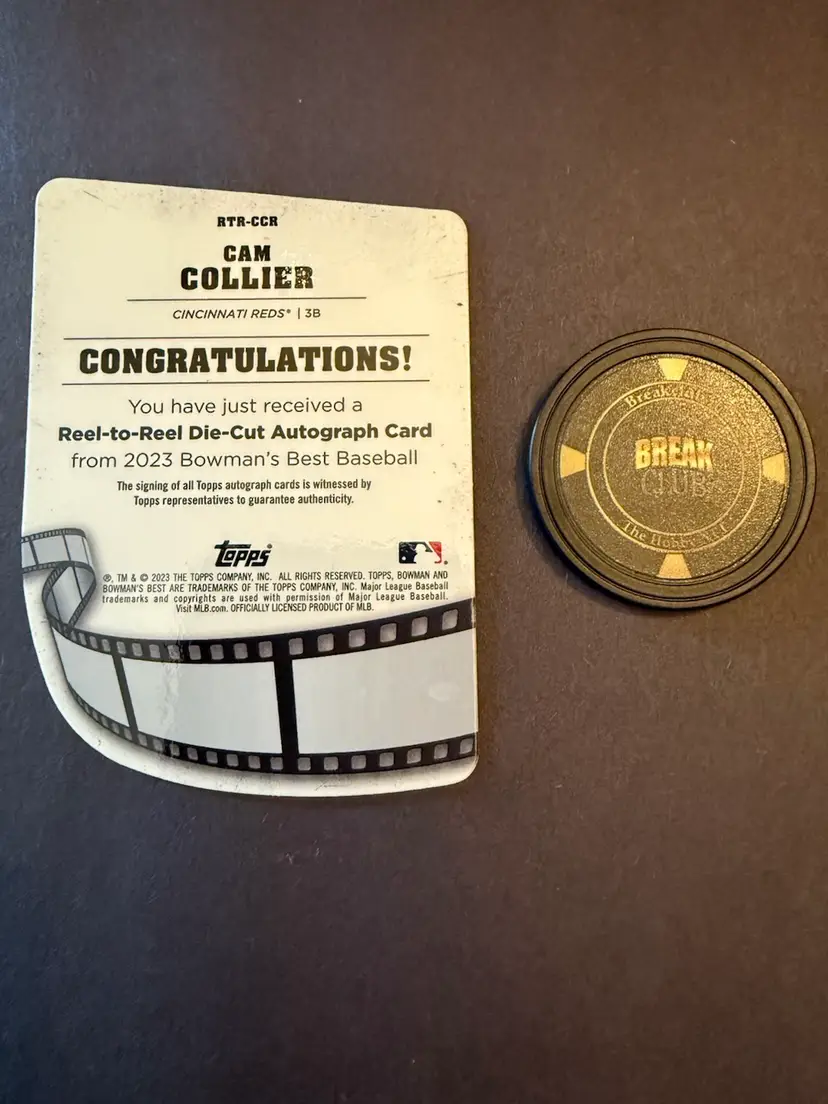 RTR-CCR
CAM
COLLIER
CINCINNATI REDS® | 3B
CONGRATULATIONS!
You have just received a
Reel-to-Reel Die-Cut Autograph Card
from 2023 Bowman's Best Baseball
The signing of all Topps autograph cards is witnessed by
Topps representatives to guarantee authenticity.
topps®
®, TM & © 2023 THE TOPPS COMPANY, INC. ALL RIGHTS RESERVED. TOPPS, BOWMAN AND
BOWMAN'S BEST ARE TRADEMARKS OF THE TOPPS COMPANY, INC. Major League Baseball
trademarks and copyrights are used with permission of Major League Baseball.
Visit MLB.com. OFFICIALLY LICENSED PRODUCT OF MLB.
BREAK
CLUB
The Hobby